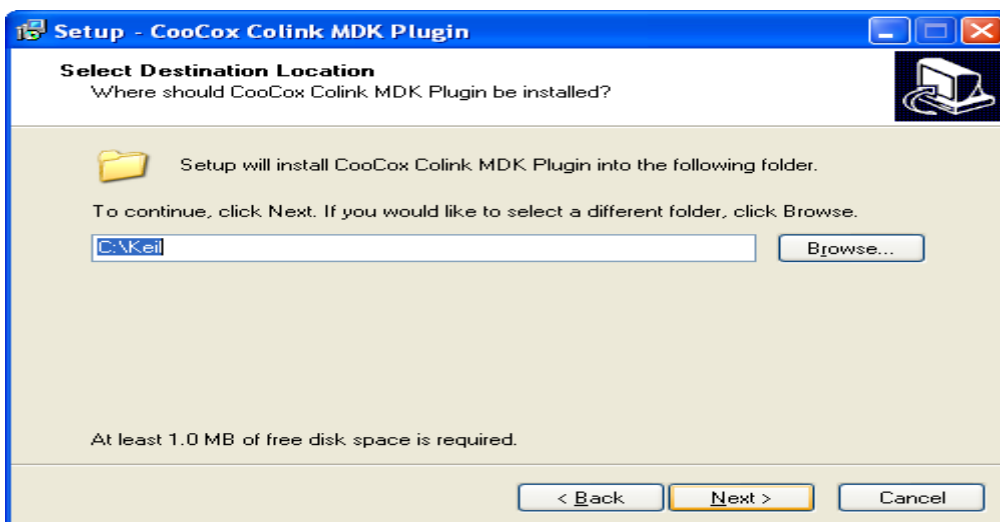 Setup - CooCox Colink MDK Plugin
Select Destination Location
Where should CooCox Colink MDK Plugin be installed?
Setup will install CooCox Colink MDK Plugin into the following folder.
To continue, click Next. If you would like to select a different folder, click Browse.
C:\Keil
Browse...
At least 1.0 MB of free disk space is required.
< Back
Next >
Cancel